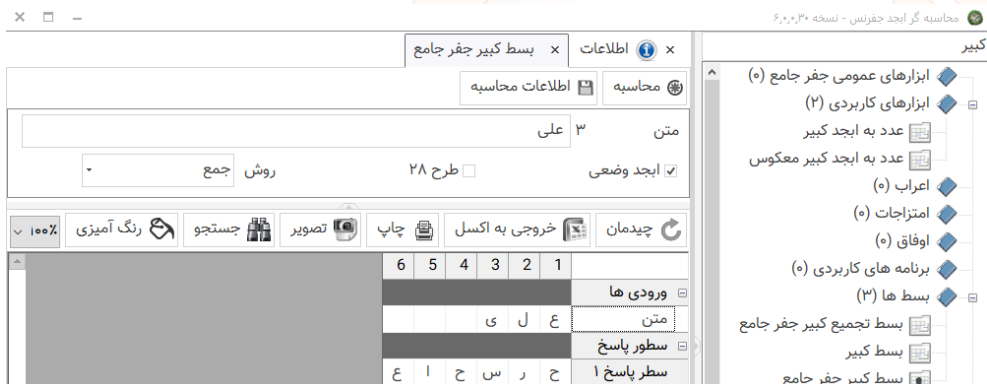 محاسبه گر ابجد جفرنس - نسخه ۶,۰,۰,۳۰
کبیر
ابزارهای عمومی جفر جامع (۰)
ابزارهای کاربردی (۲)
عدد به ابجد کبیر
عدد به ابجد کبیر معکوس
اعراب (۰)
امتزاجات (۰)
اوفاق (۰)
برنامه های کاربردی (۰)
بسط ها (۳)
بسط تجمیع کبیر جفر جامع
بسط کبیر
بسط کبیر جفر جامع
اطلاعات
بسط کبیر جفر جامع
محاسبه
اطلاعات محاسبه
متن ۳ علی
ابجد وضعی
طرح ۲۸
روش جمع
چیدمان
خروجی به اکسل
چاپ
تصویر
جستجو
رنگ آمیزی
۱۰۰٪
1 2 3 4 5 6
ورودی ها
متن ع ل ی
سطور پاسخ
سطر پاسخ ۱ ح ر س ح ا ع